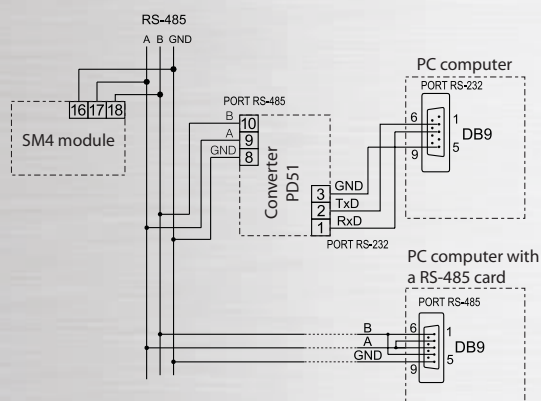 RS-485
A B GND
16 17 18
SM4 module
PORT RS-485
B 10
A 9
GND 8
Converter
PD51
3 GND
2 TxD
1 RxD
PORT RS-232
PC computer
PORT RS-232
6 1
DB9
9 5
PC computer with
a RS-485 card
PORT RS-485
B
A
GND
6 1
DB9
9 5